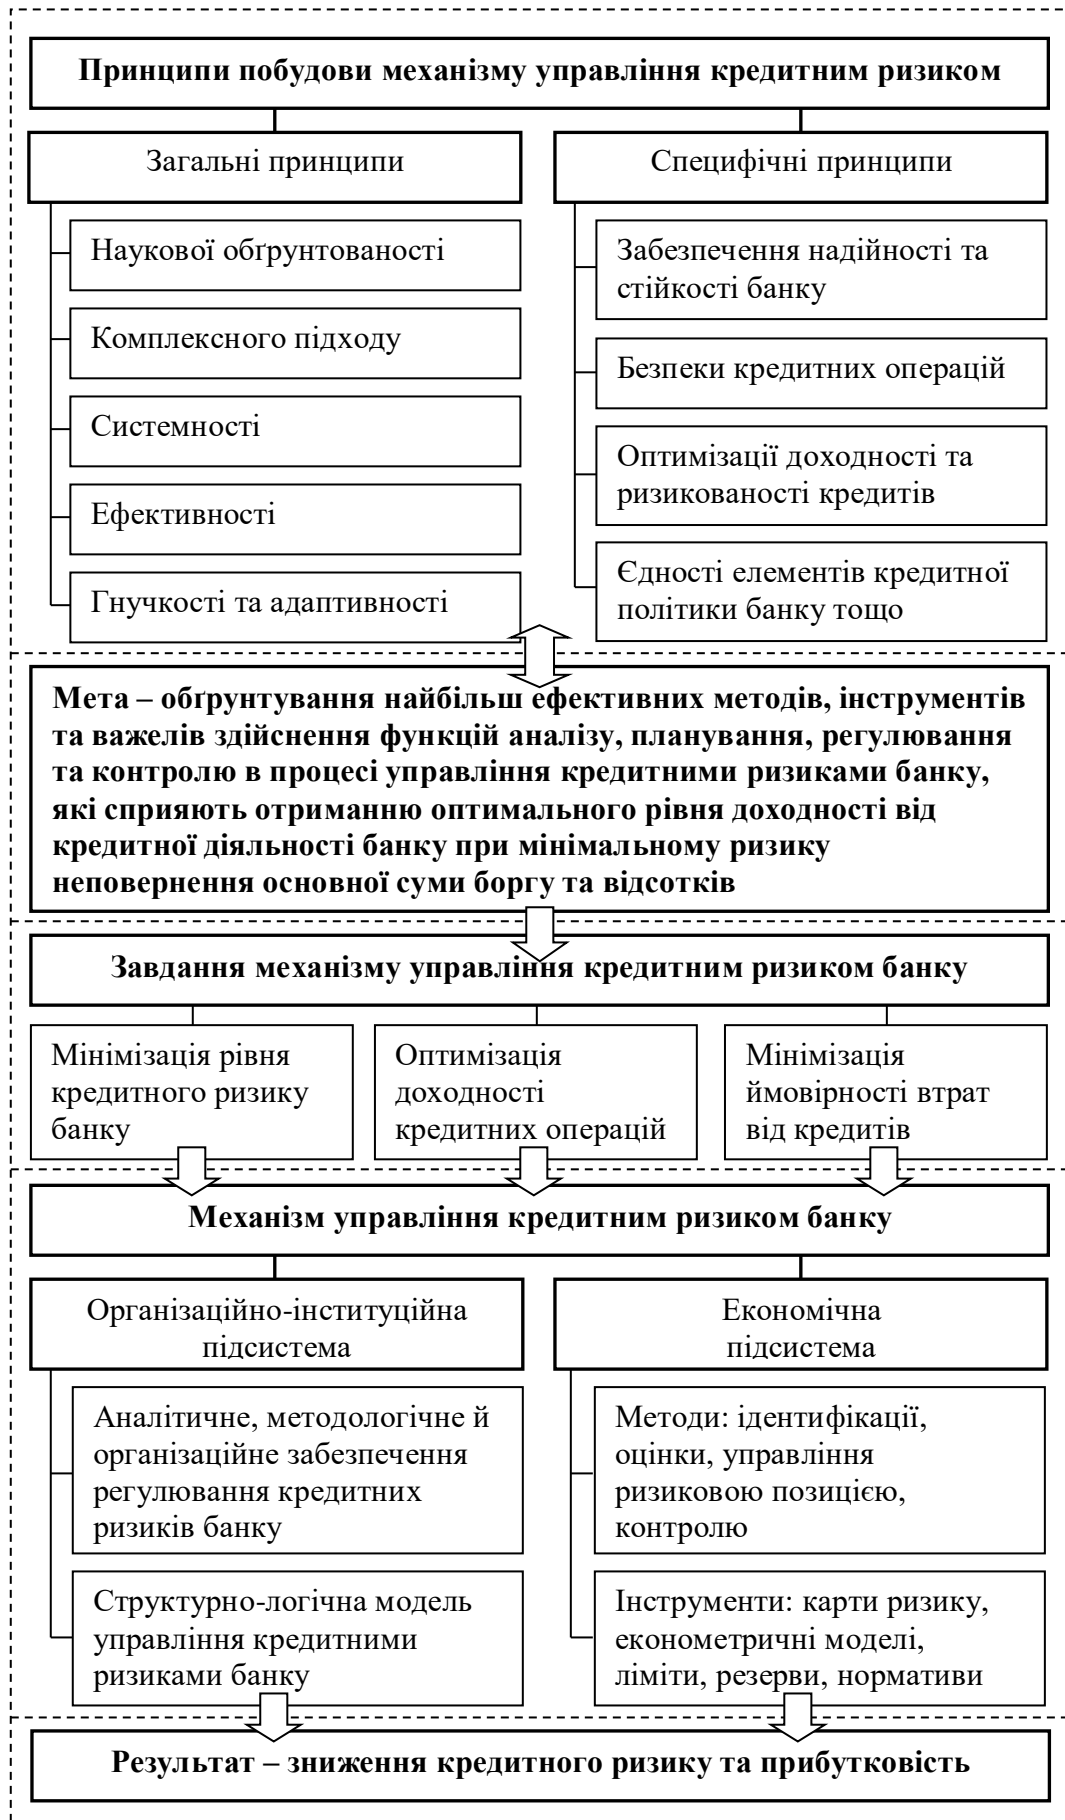 Принципи побудови механізму управління кредитним ризиком
Загальні принципи
Наукової обґрунтованості
Комплексного підходу
Системності
Ефективності
Гнучкості та адаптивності
Специфічні принципи
Забезпечення надійності та
стійкості банку
Безпеки кредитних операцій
Оптимізації доходності та
ризикованості кредитів
Єдності елементів кредитної
політики банку тощо
Мета – обґрунтування найбільш ефективних методів, інструментів
та важелів здійснення функцій аналізу, планування, регулювання
та контролю в процесі управління кредитними ризиками банку,
які сприяють отриманню оптимального рівня доходності від
кредитної діяльності банку при мінімальному ризику
неповернення основної суми боргу та відсотків
Завдання механізму управління кредитним ризиком банку
Мінімізація рівня
кредитного ризику
банку
Оптимізація
доходності
кредитних операцій
Мінімізація
ймовірності втрат
від кредитів
Механізм управління кредитним ризиком банку
Організаційно-інституційна
підсистема
Аналітичне, методологічне й
організаційне забезпечення
регулювання кредитних
ризиків банку
Структурно-логічна модель
управління кредитними
ризиками банку
Економічна
підсистема
Методи: ідентифікації,
оцінки, управління
ризиковою позицією,
контролю
Інструменти: карти ризику,
економетричні моделі,
ліміти, резерви, нормативи
Результат – зниження кредитного ризику та прибутковість